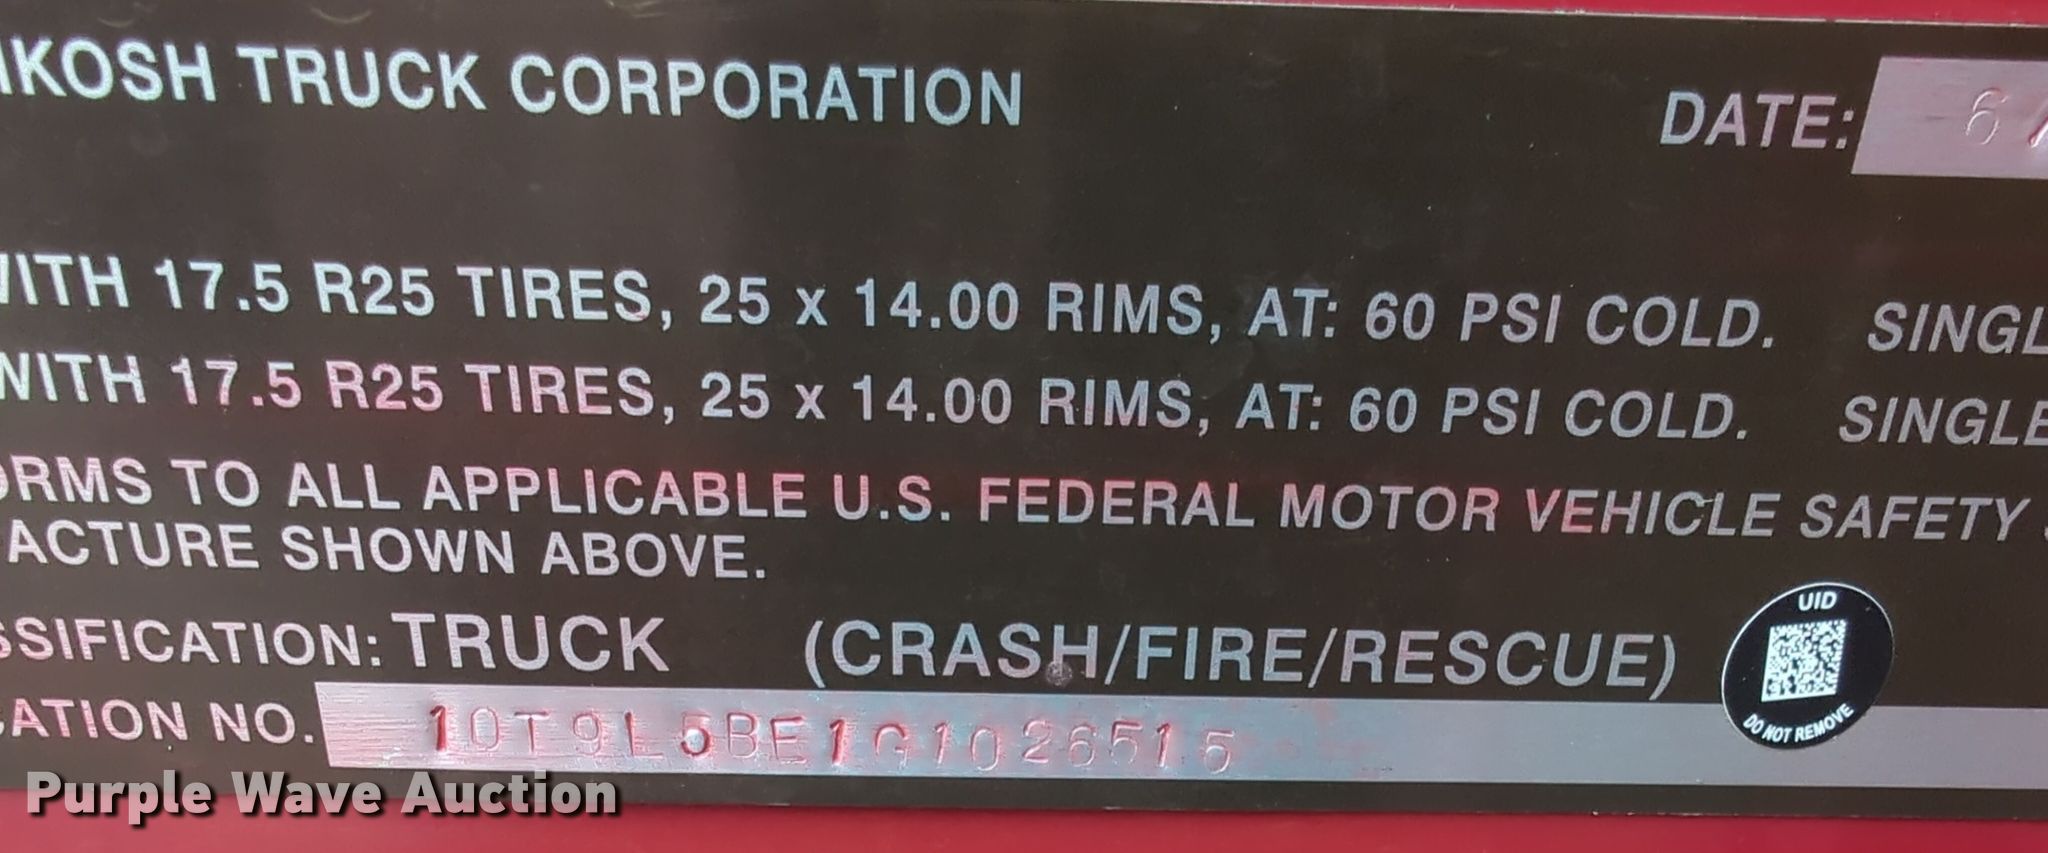 IKOSH TRUCK CORPORATION DATE: 6 /
WITH 17.5 R25 TIRES, 25 x 14.00 RIMS, AT: 60 PSI COLD. SINGL
WITH 17.5 R25 TIRES, 25 x 14.00 RIMS, AT: 60 PSI COLD. SINGLE
ORMS TO ALL APPLICABLE U.S. FEDERAL MOTOR VEHICLE SAFETY
ACTURE SHOWN ABOVE.
SSIFICATION: TRUCK (CRASH/FIRE/RESCUE)
CATION NO. 10T9L5BE1G1026515
UID
DO NOT REMOVE
Purple Wave Auction